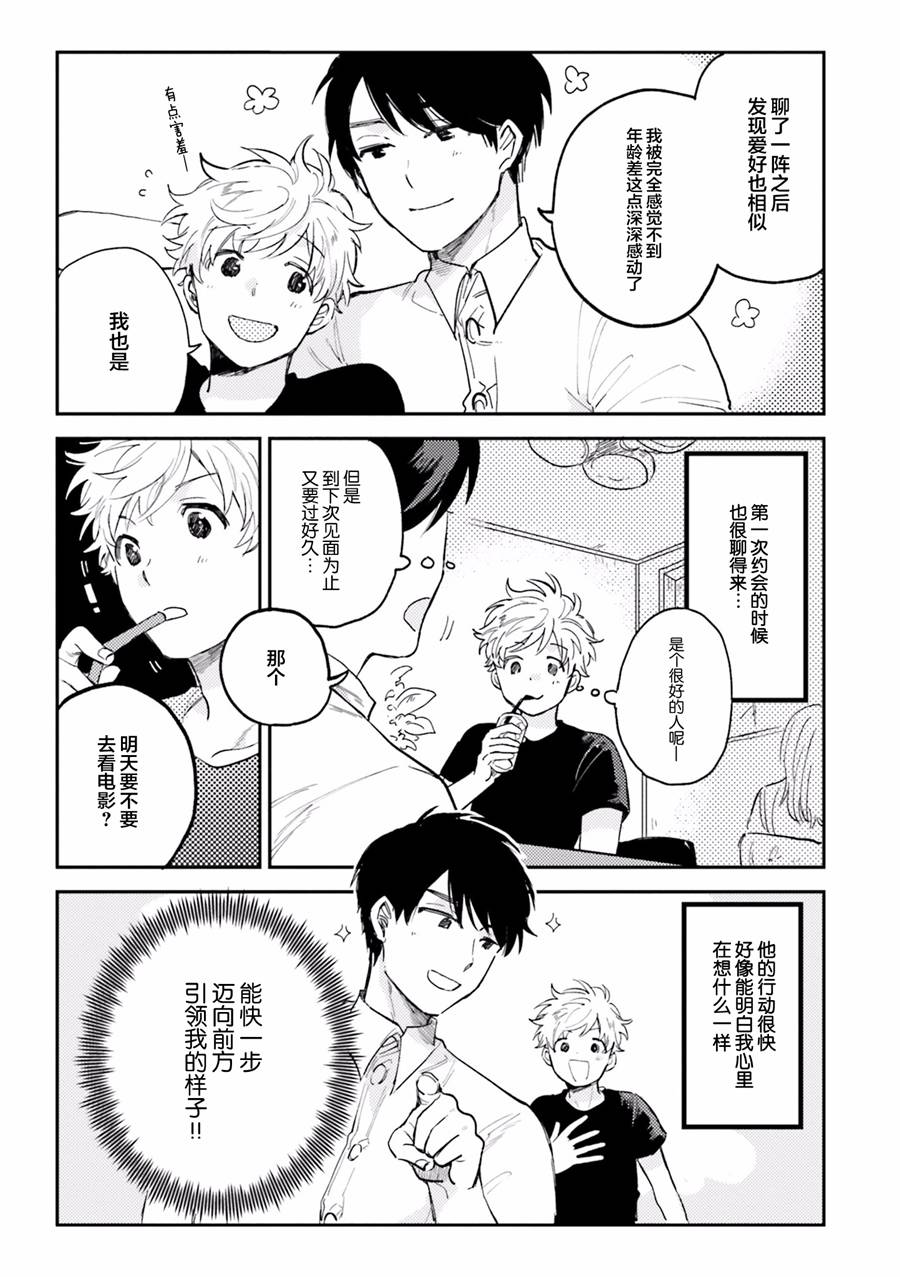 聊了一阵之后
发现爱好也相似
我被完全感觉不到
年龄差这点深深感动了
有点害羞—
我也是
第一次约会的时候
也很聊得来…
是个很好的人呢—
但是
到下次见面为止
又要过好久…
那个
！
明天要不要
去看电影？
他的行动很快
好像能明白我心里
在想什么一样
能快一步
迈向前方
引领我的样子!!